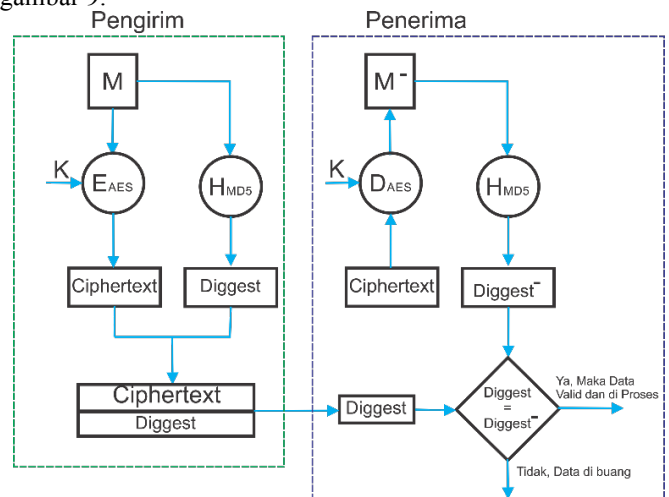 gambar 9.
Pengirim
Penerima
M
K
EAES
HMD5
Ciphertext
Diggest
Ciphertext
Diggest
M-
K
DAES
HMD5
Ciphertext
Diggest-
Diggest
Diggest
=
Diggest-
Ya, Maka Data
Valid dan di Proses
Tidak, Data di buang